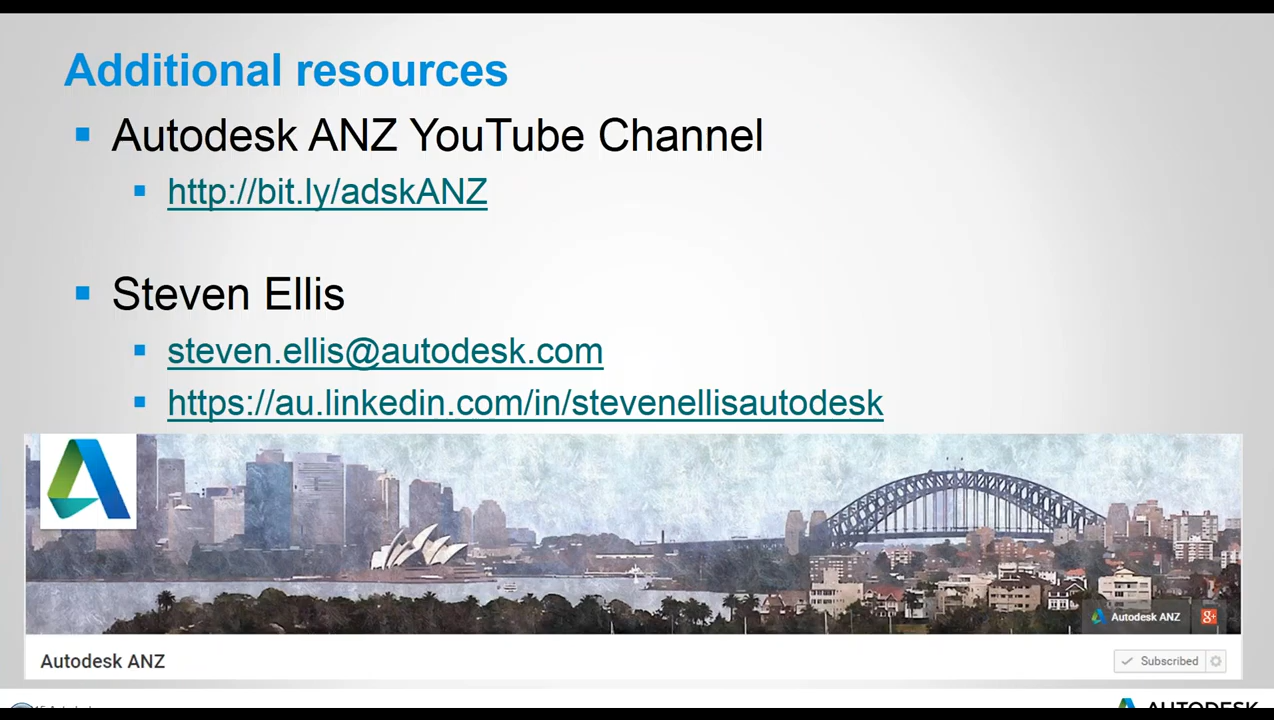 Additional resources
Autodesk ANZ YouTube Channel
http://bit.ly/adskANZ
Steven Ellis
steven.ellis@autodesk.com
https://au.linkedin.com/in/stevenellisautodesk
Autodesk ANZ
g+
Autodesk ANZ
Subscribed
AUTODESK